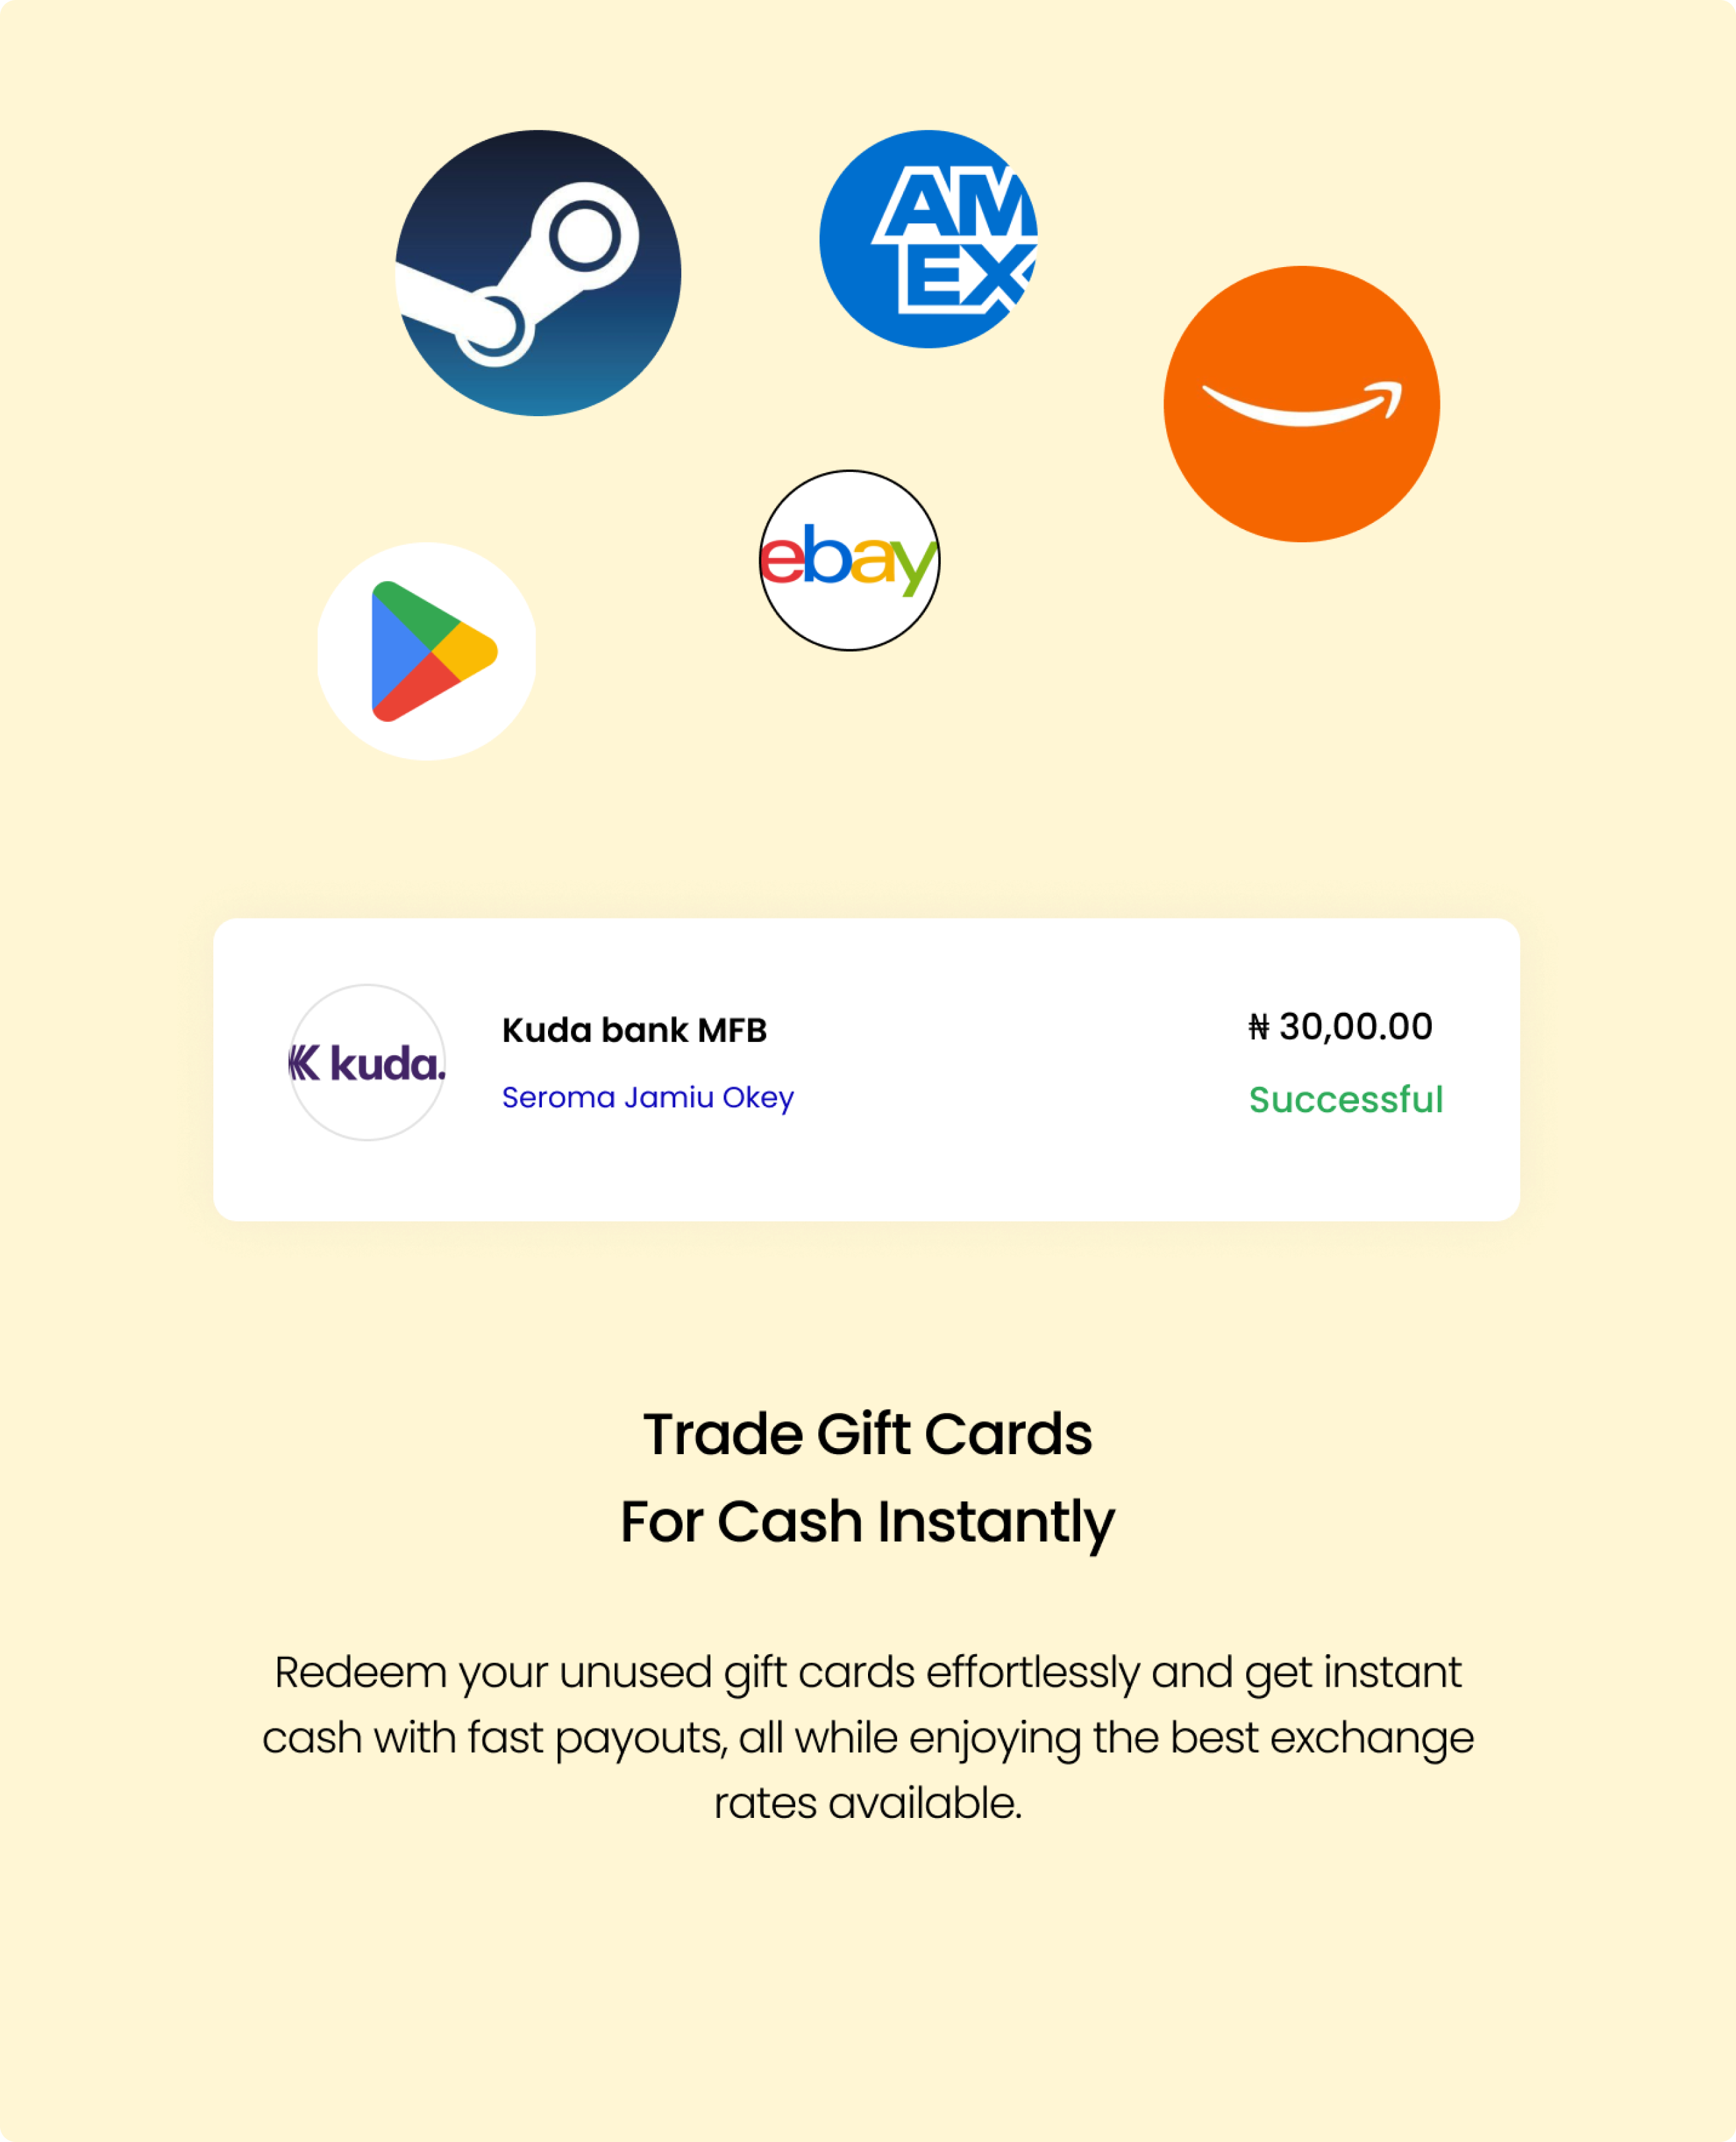 AM
EX
ebay
kuda.
Kuda bank MFB
₦ 30,00.00
Seroma Jamiu Okey
Successful
Trade Gift Cards
For Cash Instantly
Redeem your unused gift cards effortlessly and get instant
cash with fast payouts, all while enjoying the best exchange
rates available.